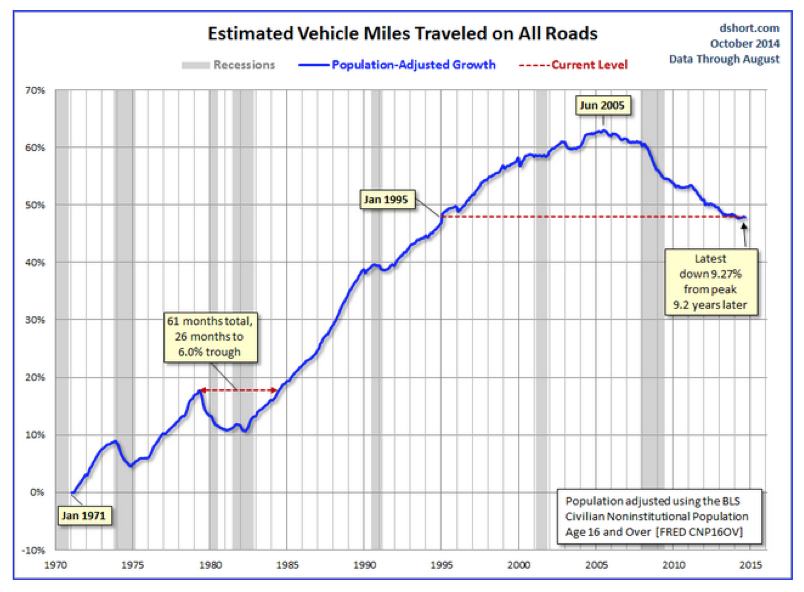 Estimated Vehicle Miles Traveled on All Roads
dshort.com
October 2014
Data Through August
Recessions
Population-Adjusted Growth
Current Level
70%
60%
50%
40%
30%
20%
10%
0%
-10%
Jun 2005
Jan 1995
Latest
down 9.27%
from peak
9.2 years later
61 months total,
26 months to
6.0% trough
Jan 1971
Population adjusted using the BLS
Civilian Noninstitutional Population
Age 16 and Over [FRED CNP16OV]
1970 1975 1980 1985 1990 1995 2000 2005 2010 2015